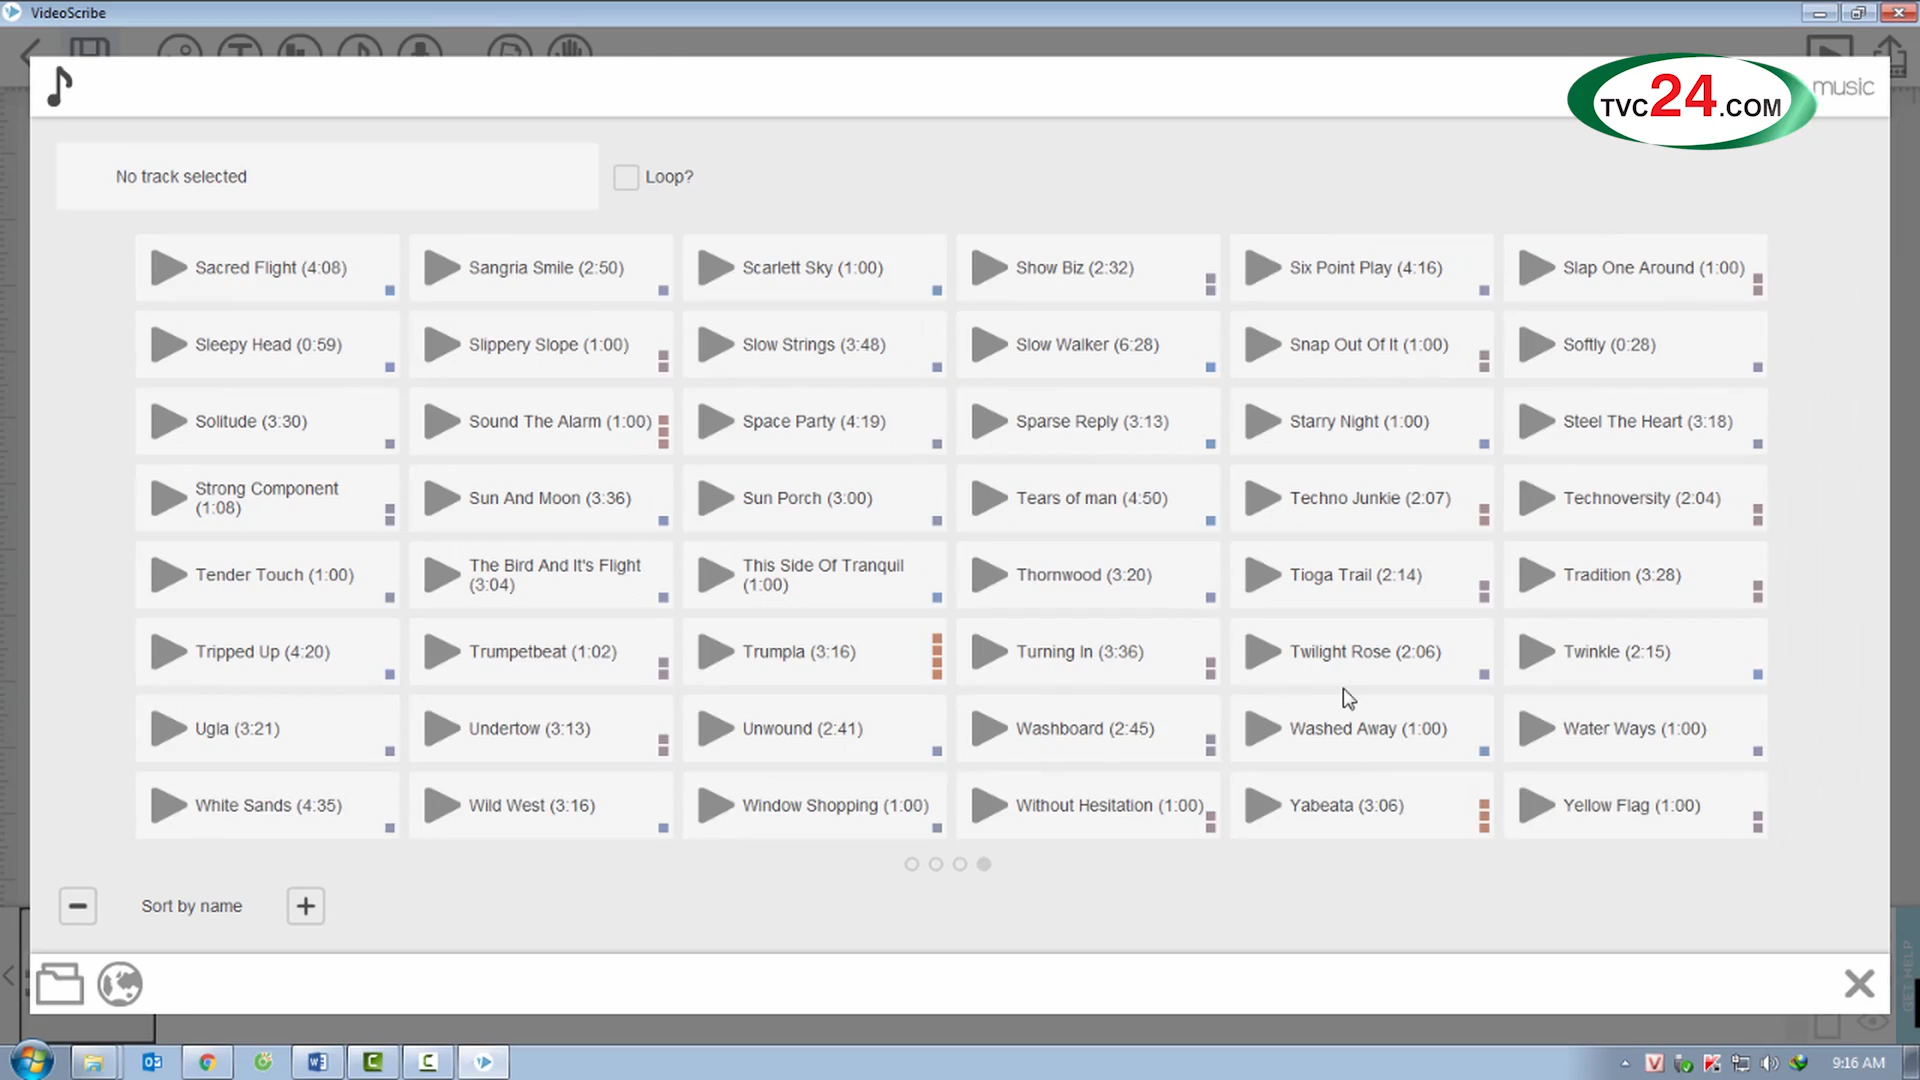 VideoScribe
TVC24.COM
music
No track selected
Loop?
Sacred Flight (4:08)
Sangria Smile (2:50)
Scarlett Sky (1:00)
Show Biz (2:32)
Six Point Play (4:16)
Slap One Around (1:00)
Sleepy Head (0:59)
Slippery Slope (1:00)
Slow Strings (3:48)
Slow Walker (6:28)
Snap Out Of It (1:00)
Softly (0:28)
Solitude (3:30)
Sound The Alarm (1:00)
Space Party (4:19)
Sparse Reply (3:13)
Starry Night (1:00)
Steel The Heart (3:18)
Strong Component
(1:08)
Sun And Moon (3:36)
Sun Porch (3:00)
Tears of man (4:50)
Techno Junkie (2:07)
Technoversity (2:04)
Tender Touch (1:00)
The Bird And It's Flight
(3:04)
This Side Of Tranquil
(1:00)
Thornwood (3:20)
Tioga Trail (2:14)
Tradition (3:28)
Tripped Up (4:20)
Trumpetbeat (1:02)
Trumpla (3:16)
Turning In (3:36)
Twilight Rose (2:06)
Twinkle (2:15)
Ugla (3:21)
Undertow (3:13)
Unwound (2:41)
Washboard (2:45)
Washed Away (1:00)
Water Ways (1:00)
White Sands (4:35)
Wild West (3:16)
Window Shopping (1:00)
Without Hesitation (1:00)
Yabeata (3:06)
Yellow Flag (1:00)
Sort by name
GET HELP
9:16 AM